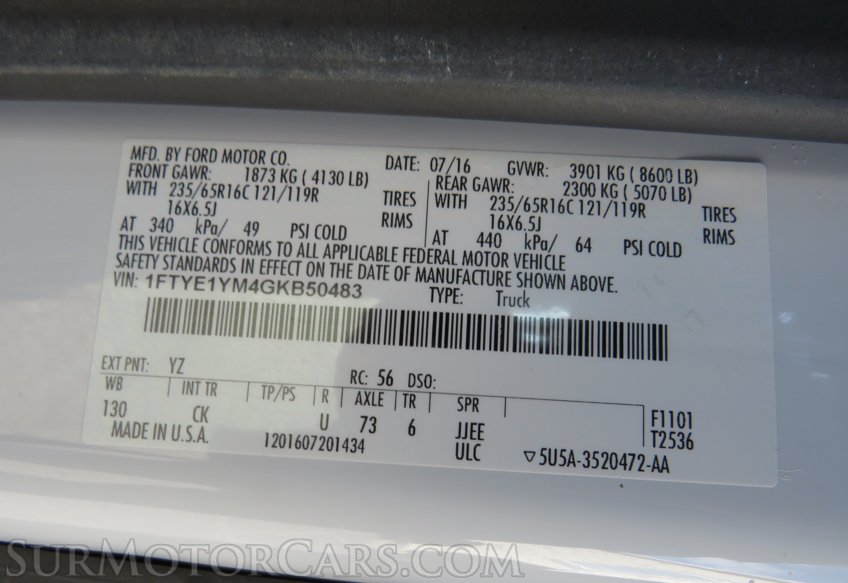 MFD. BY FORD MOTOR CO. DATE: 07/16 GVWR: 3901 KG ( 8600 LB)
FRONT GAWR: 1873 KG ( 4130 LB) REAR GAWR: 2300 KG ( 5070 LB)
WITH 235/65R16C 121/119R TIRES WITH 235/65R16C 121/119R TIRES
16X6.5J RIMS 16X6.5J RIMS
AT 340 kPa/ 49 PSI COLD AT 440 kPa/ 64 PSI COLD
THIS VEHICLE CONFORMS TO ALL APPLICABLE FEDERAL MOTOR VEHICLE
SAFETY STANDARDS IN EFFECT ON THE DATE OF MANUFACTURE SHOWN ABOVE.
VIN: 1FTYE1YM4GKB50483 TYPE: Truck
EXT PNT: YZ RC: 56 DSO:
WB INT TR TP/PS R AXLE TR SPR
130 CK U 73 6 JJEE F1101
MADE IN U.S.A. 1201607201434 ULC T2536
▽5U5A-3520472-AA
SurMotorCars.com